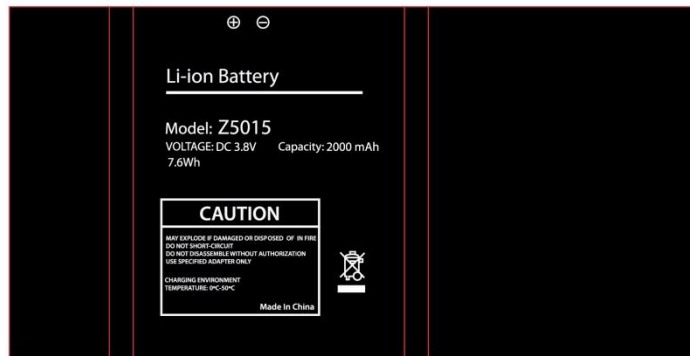 ⊕ ⊖
Li-ion Battery
Model: Z5015
VOLTAGE: DC 3.8V Capacity: 2000 mAh
7.6Wh
CAUTION
MAY EXPLODE IF DAMAGED OR DISPOSED OF IN FIRE
DO NOT SHORT-CIRCUIT
DO NOT DISASSEMBLE WITHOUT AUTHORIZATION
USE SPECIFIED ADAPTER ONLY
CHARGING ENVIRONMENT
TEMPERATURE: 0ºC-50ºC
Made In China